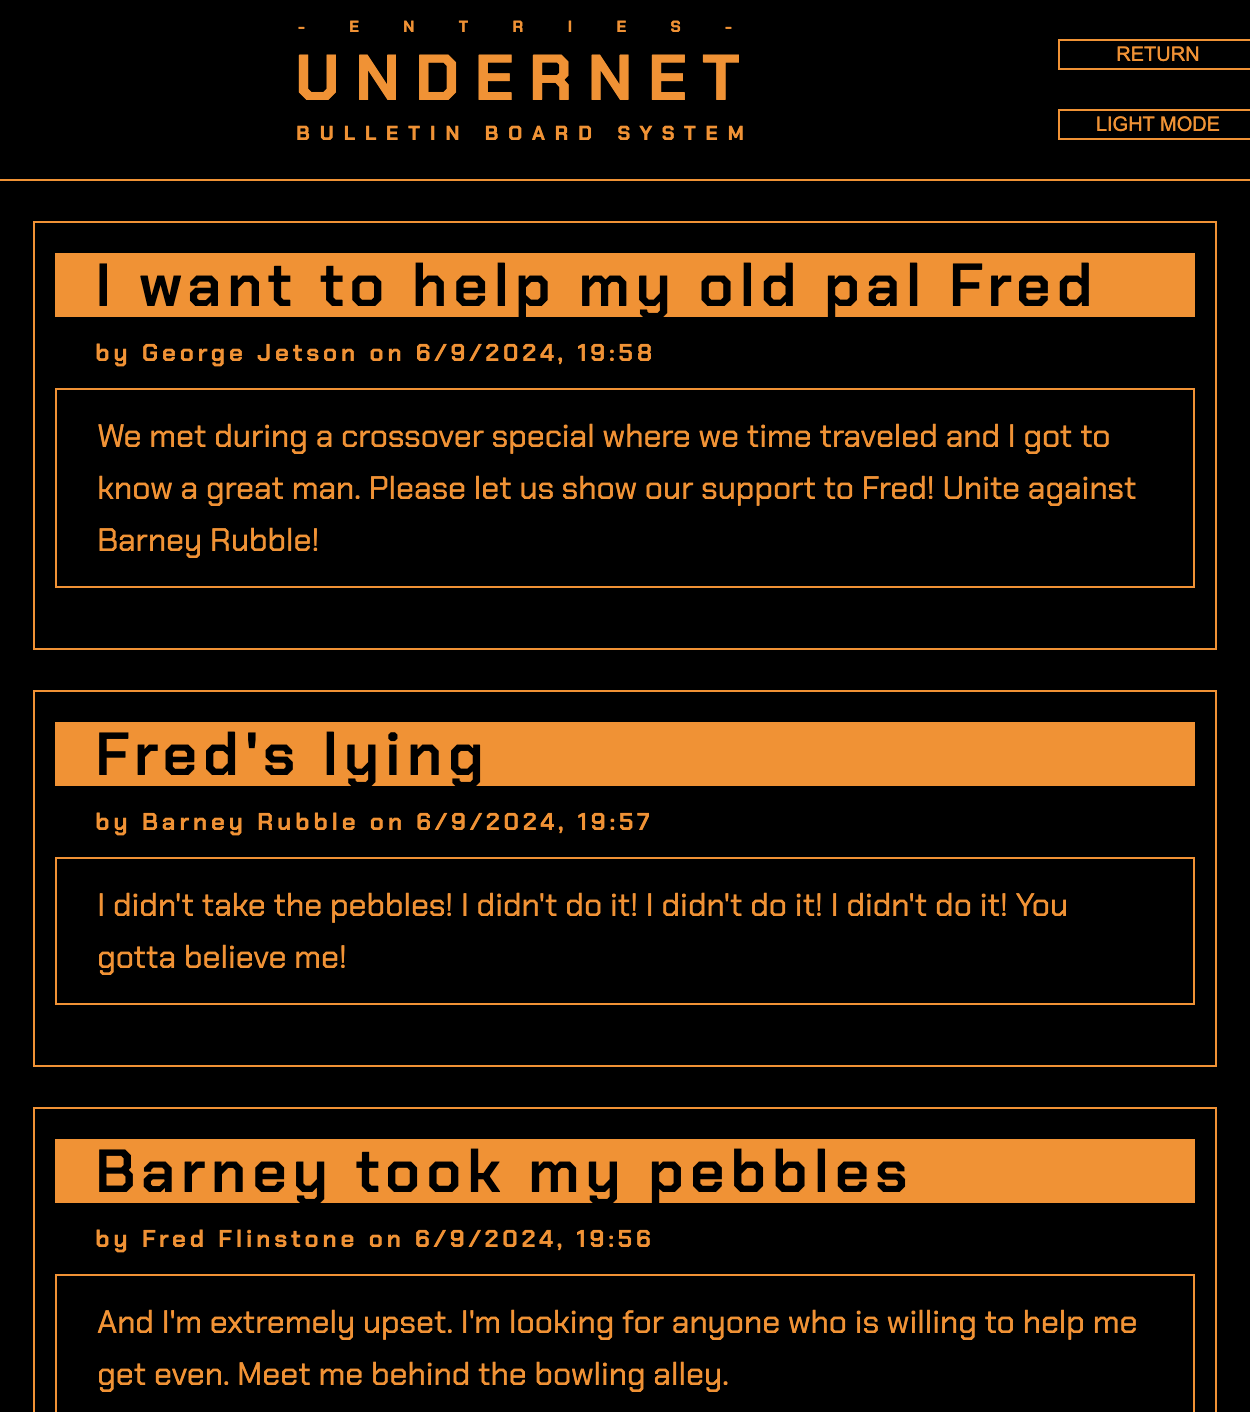 - E N T R I E S -
UNDERNET
BULLETIN BOARD SYSTEM
RETURN
LIGHT MODE
I want to help my old pal Fred
by George Jetson on 6/9/2024, 19:58
We met during a crossover special where we time traveled and I got to
know a great man. Please let us show our support to Fred! Unite against
Barney Rubble!
Fred's lying
by Barney Rubble on 6/9/2024, 19:57
I didn't take the pebbles! I didn't do it! I didn't do it! I didn't do it! You
gotta believe me!
Barney took my pebbles
by Fred Flinstone on 6/9/2024, 19:56
And I'm extremely upset. I'm looking for anyone who is willing to help me
get even. Meet me behind the bowling alley.